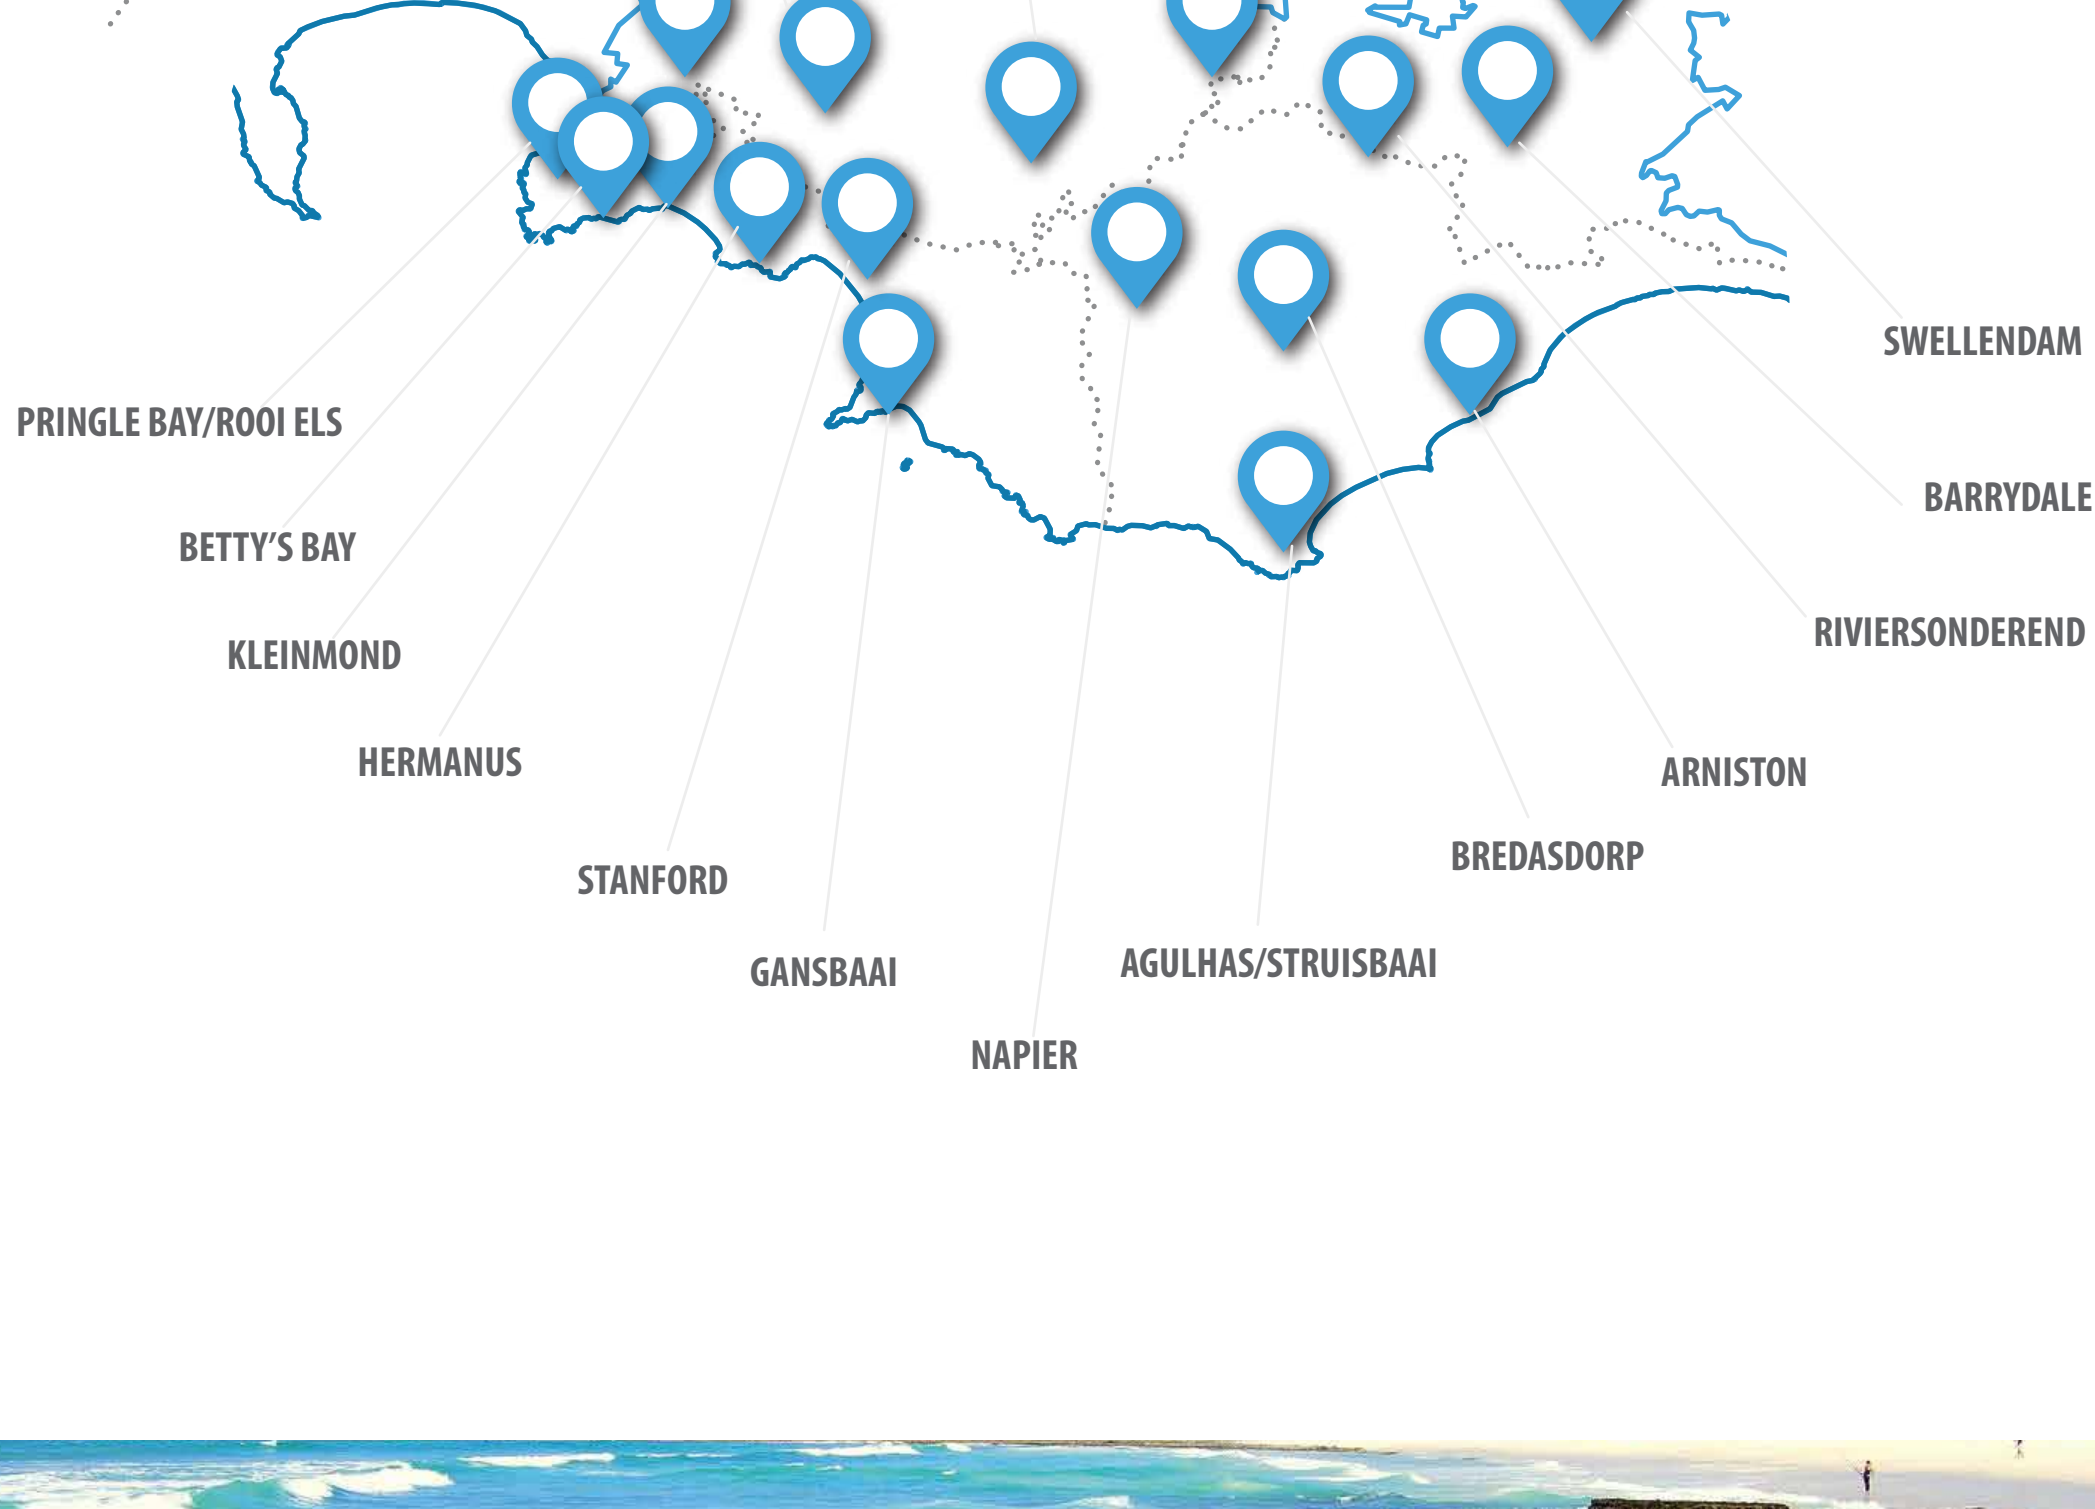 SWELLENDAM
PRINGLE BAY/ROOI ELS
BARRYDALE
BETTY'S BAY
RIVIERSONDEREND
KLEINMOND
HERMANUS
ARNISTON
BREDASDORP
STANFORD
AGULHAS/STRUISBAAI
GANSBAAI
NAPIER